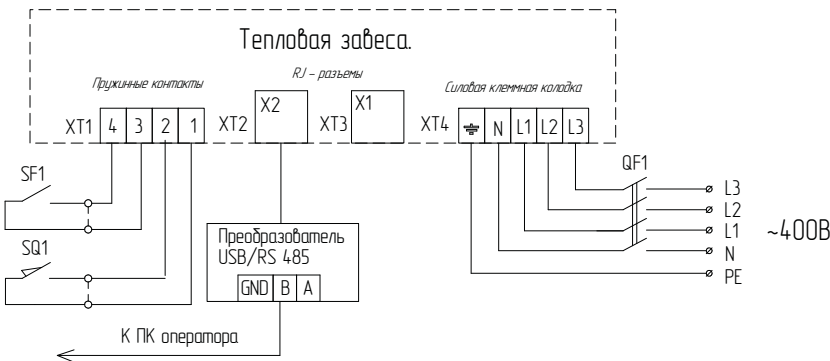 Тепловая завеса.
Пружинные контакты
RJ - разъемы
Силовая клеммная колодка
XT1 4 3 2 1
XT2 X2
XT3 X1
XT4 N L1 L2 L3
SF1
SQ1
QF1
L3
L2
L1
N
PE
~400В
Преобразователь
USB/RS 485
GND B A
К ПК оператора